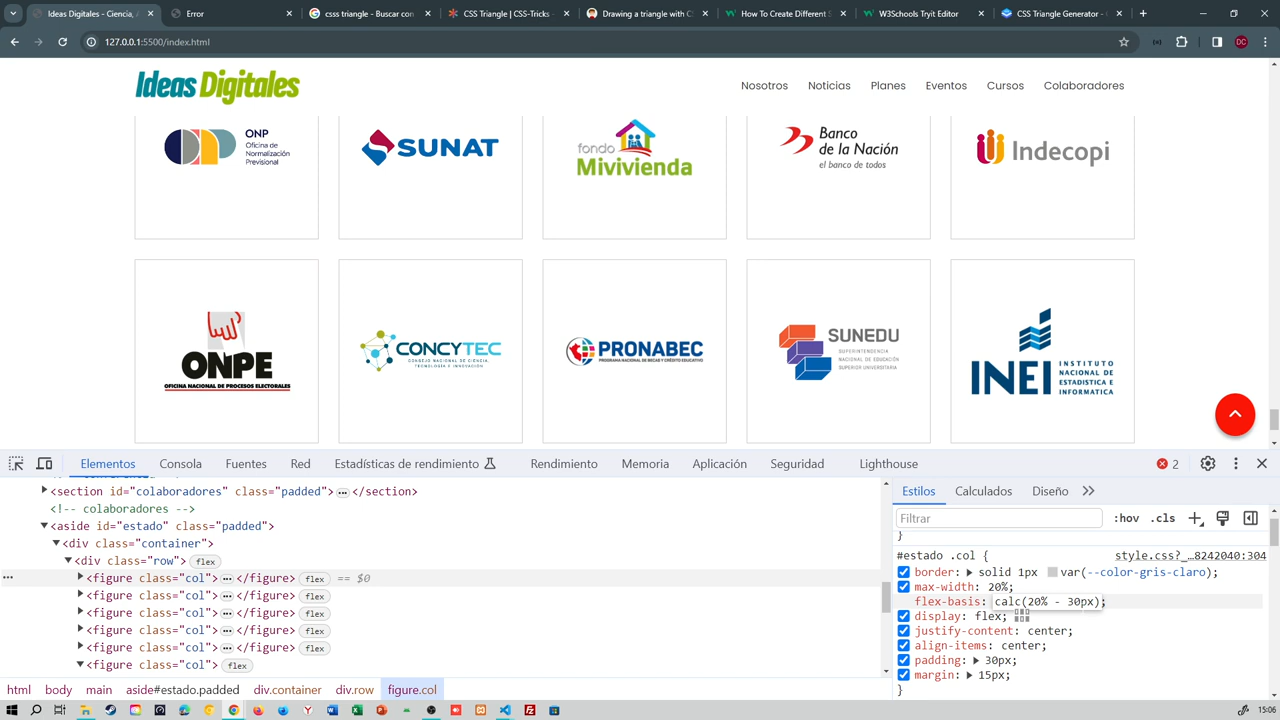 Ideas Digitales: Ciencia, A
css triangle - Buscar con
CSS Triangle | CSS-Tricks
Drawing a triangle with C
How To Create Different S
W3Schools Tryit Editor
CSS Triangle Generator -
127.0.0.1:5500/index.html
DC
Ideas Digitales
Nosotros Noticias Planes Eventos Cursos Colaboradores
ONP
Oficina de
Normalización
Previsional
SUNAT
fondo
Mivivienda
Banco
de la Nación
el banco de todos
Indecopi
ONPE
OFICINA NACIONAL DE PROCESOS ELECTORALES
CONCYTEC
CONSEJO NACIONAL DE CIENCIA,
TECNOLOGÍA E INNOVACIÓN
PRONABEC
PROGRAMA NACIONAL DE BECAS Y CRÉDITO EDUCATIVO
SUNEDU
SUPERINTENDENCIA
NACIONAL DE EDUCACIÓN
SUPERIOR UNIVERSITARIA
INEI
INSTITUTO
NACIONAL DE
ESTADISTICA E
INFORMATICA
Elementos Consola Fuentes Red Estadísticas de rendimiento Rendimiento Memoria Aplicación Seguridad Lighthouse 2
<section id="colaboradores" class="padded"> … </section>
<!-- colaboradores -->
<aside id="estado" class="padded">
<div class="container">
<div class="row"> flex
<figure class="col"> … </figure> flex == $0
<figure class="col"> … </figure> flex
<figure class="col"> … </figure> flex
<figure class="col"> … </figure> flex
<figure class="col"> … </figure> flex
<figure class="col"> flex
html body main aside#estado.padded div.container div.row figure.col
Estilos Calculados Diseño
Filtrar :hov .cls
}
#estado .col { style.css?_…8242040:304
border: solid 1px var(--color-gris-claro);
max-width: 20%;
flex-basis: calc(20% - 30px);
display: flex;
justify-content: center;
align-items: center;
padding: 30px;
margin: 15px;
}
15:06